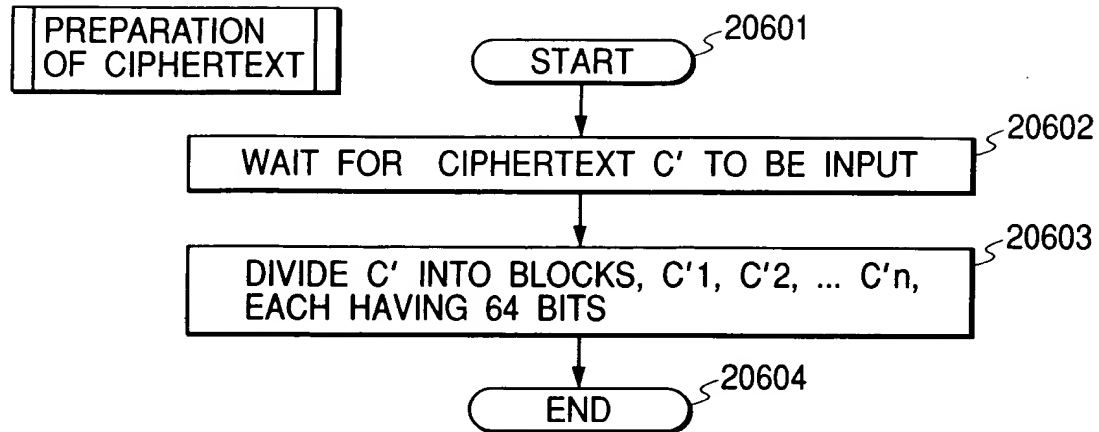 PREPARATION
OF CIPHERTEXT
START
20601
WAIT FOR CIPHERTEXT C' TO BE INPUT
20602
DIVIDE C' INTO BLOCKS, C'1, C'2, ... C'n,
EACH HAVING 64 BITS
20603
END
20604